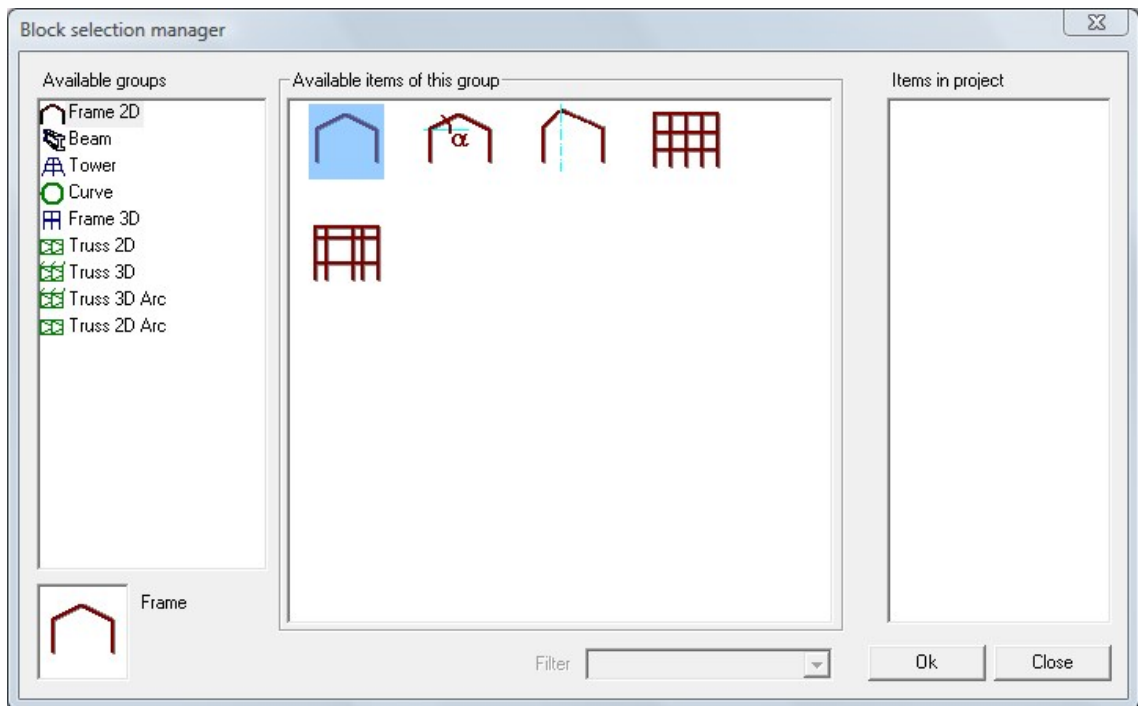 Block selection manager
Available groups
Available items of this group
Items in project
Frame 2D
Beam
Tower
Curve
Frame 3D
Truss 2D
Truss 3D
Truss 3D Arc
Truss 2D Arc
α
Frame
Filter
Ok
Close